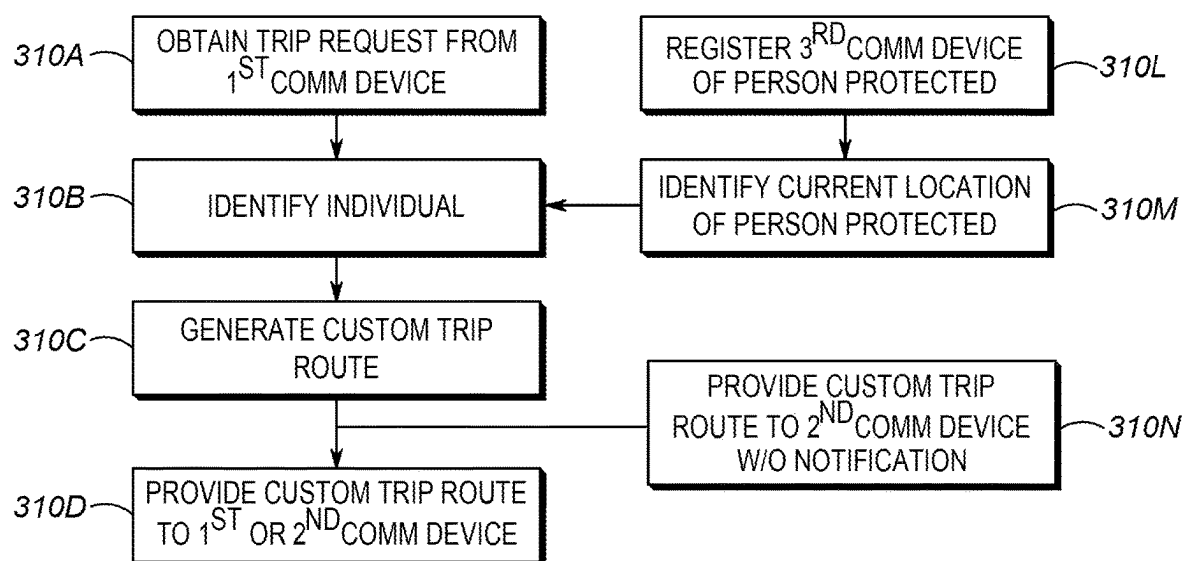 310A
OBTAIN TRIP REQUEST FROM
1ST COMM DEVICE
REGISTER 3RD COMM DEVICE
OF PERSON PROTECTED
310L
310B
IDENTIFY INDIVIDUAL
IDENTIFY CURRENT LOCATION
OF PERSON PROTECTED
310M
310C
GENERATE CUSTOM TRIP
ROUTE
PROVIDE CUSTOM TRIP
ROUTE TO 2ND COMM DEVICE
W/O NOTIFICATION
310N
310D
PROVIDE CUSTOM TRIP ROUTE
TO 1ST OR 2ND COMM DEVICE